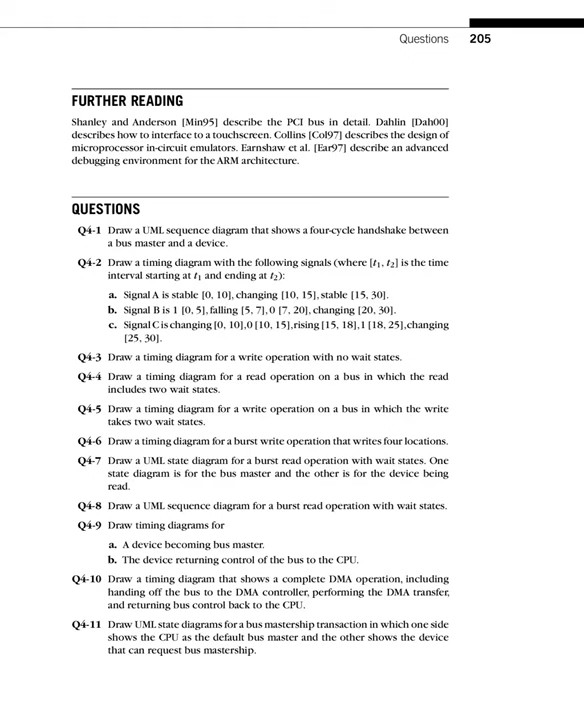 Questions 205
FURTHER READING
Shanley and Anderson [Min95] describe the PCI bus in detail. Dahlin [Dah00]
describes how to interface to a touchscreen. Collins [Col97] describes the design of
microprocessor in-circuit emulators. Earnshaw et al. [Ear97] describe an advanced
debugging environment for the ARM architecture.
QUESTIONS
Q4-1 Draw a UML sequence diagram that shows a four-cycle handshake between
a bus master and a device.
Q4-2 Draw a timing diagram with the following signals (where [t₁, t₂] is the time
interval starting at t₁ and ending at t₂):
a. Signal A is stable [0, 10], changing [10, 15], stable [15, 30].
b. Signal B is 1 [0, 5], falling [5, 7], 0 [7, 20], changing [20, 30].
c. Signal C is changing [0, 10], 0 [10, 15], rising [15, 18], 1 [18, 25], changing
[25, 30].
Q4-3 Draw a timing diagram for a write operation with no wait states.
Q4-4 Draw a timing diagram for a read operation on a bus in which the read
includes two wait states.
Q4-5 Draw a timing diagram for a write operation on a bus in which the write
takes two wait states.
Q4-6 Draw a timing diagram for a burst write operation that writes four locations.
Q4-7 Draw a UML state diagram for a burst read operation with wait states. One
state diagram is for the bus master and the other is for the device being
read.
Q4-8 Draw a UML sequence diagram for a burst read operation with wait states.
Q4-9 Draw timing diagrams for
a. A device becoming bus master.
b. The device returning control of the bus to the CPU.
Q4-10 Draw a timing diagram that shows a complete DMA operation, including
handing off the bus to the DMA controller, performing the DMA transfer,
and returning bus control back to the CPU.
Q4-11 Draw UML state diagrams for a bus mastership transaction in which one side
shows the CPU as the default bus master and the other shows the device
that can request bus mastership.